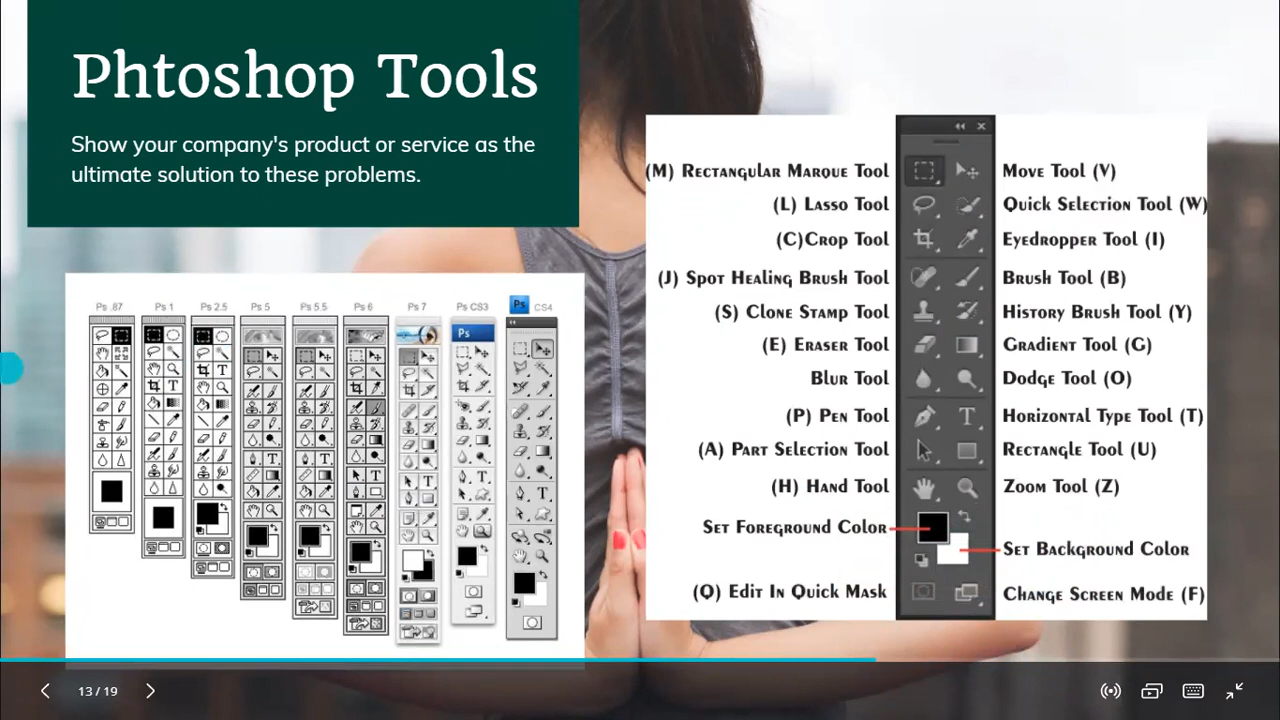 Phtoshop Tools
Show your company's product or service as the
ultimate solution to these problems.
Ps .87
Ps 1
Ps 2.5
Ps 5
Ps 5.5
Ps 6
Ps 7
Ps CS3
Ps CS4
Ps
(M) Rectangular Marque Tool
Move Tool (V)
(L) Lasso Tool
Quick Selection Tool (W)
(C)Crop Tool
Eyedropper Tool (I)
(J) Spot Healing Brush Tool
Brush Tool (B)
(S) Clone Stamp Tool
History Brush Tool (Y)
(E) Eraser Tool
Gradient Tool (G)
Blur Tool
Dodge Tool (O)
(P) Pen Tool
Horizontal Type Tool (T)
(A) Part Selection Tool
Rectangle Tool (U)
(H) Hand Tool
Zoom Tool (Z)
Set Foreground Color
Set Background Color
(Q) Edit In Quick Mask
Change Screen Mode (F)
13 / 19